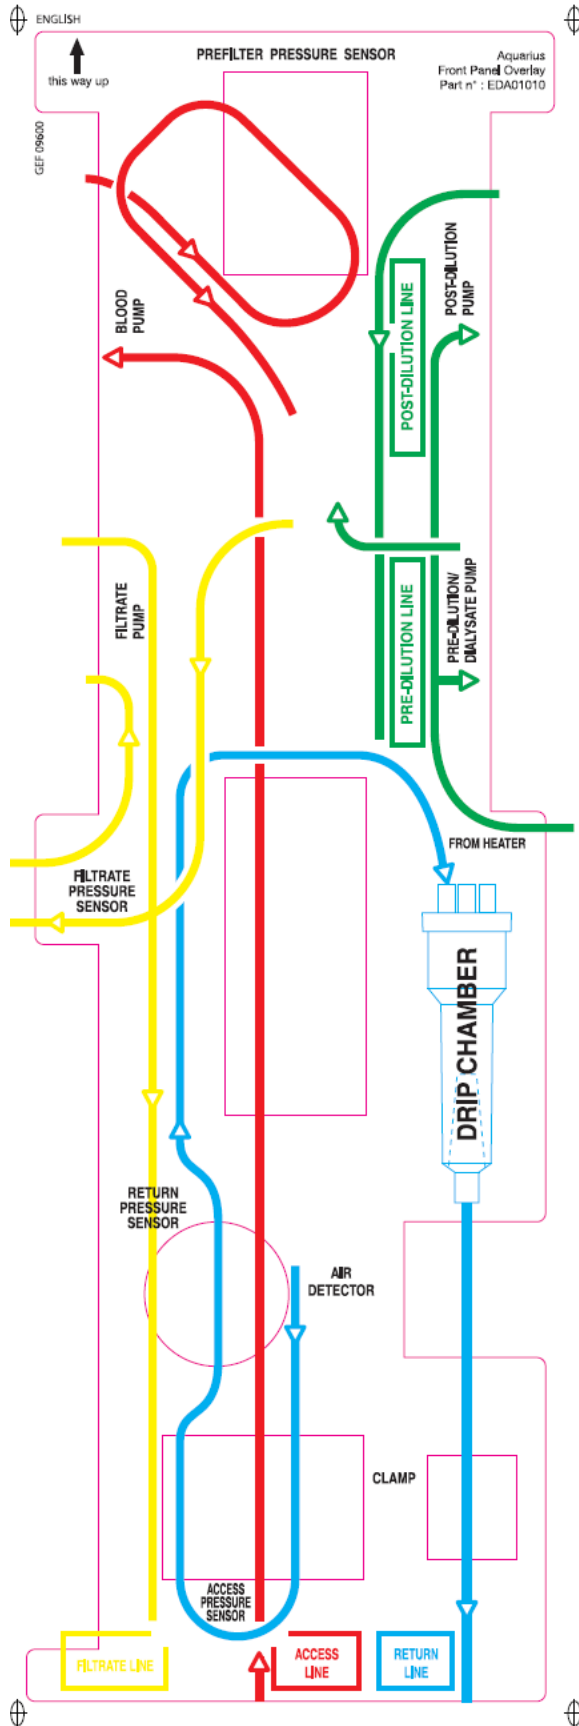 ENGLISH
this way up
PREFILTER PRESSURE SENSOR
Aquarius
Front Panel Overlay
Part n° : EDA01010
GEF 09600
BLOOD
PUMP
POST-DILUTION
PUMP
POST-DILUTION LINE
FILTRATE
PUMP
PRE-DILUTION LINE
PRE-DILUTION/
DIALYSATE PUMP
FROM HEATER
FILTRATE
PRESSURE
SENSOR
DRIP CHAMBER
RETURN
PRESSURE
SENSOR
AIR
DETECTOR
CLAMP
ACCESS
PRESSURE
SENSOR
FILTRATE LINE
ACCESS
LINE
RETURN
LINE